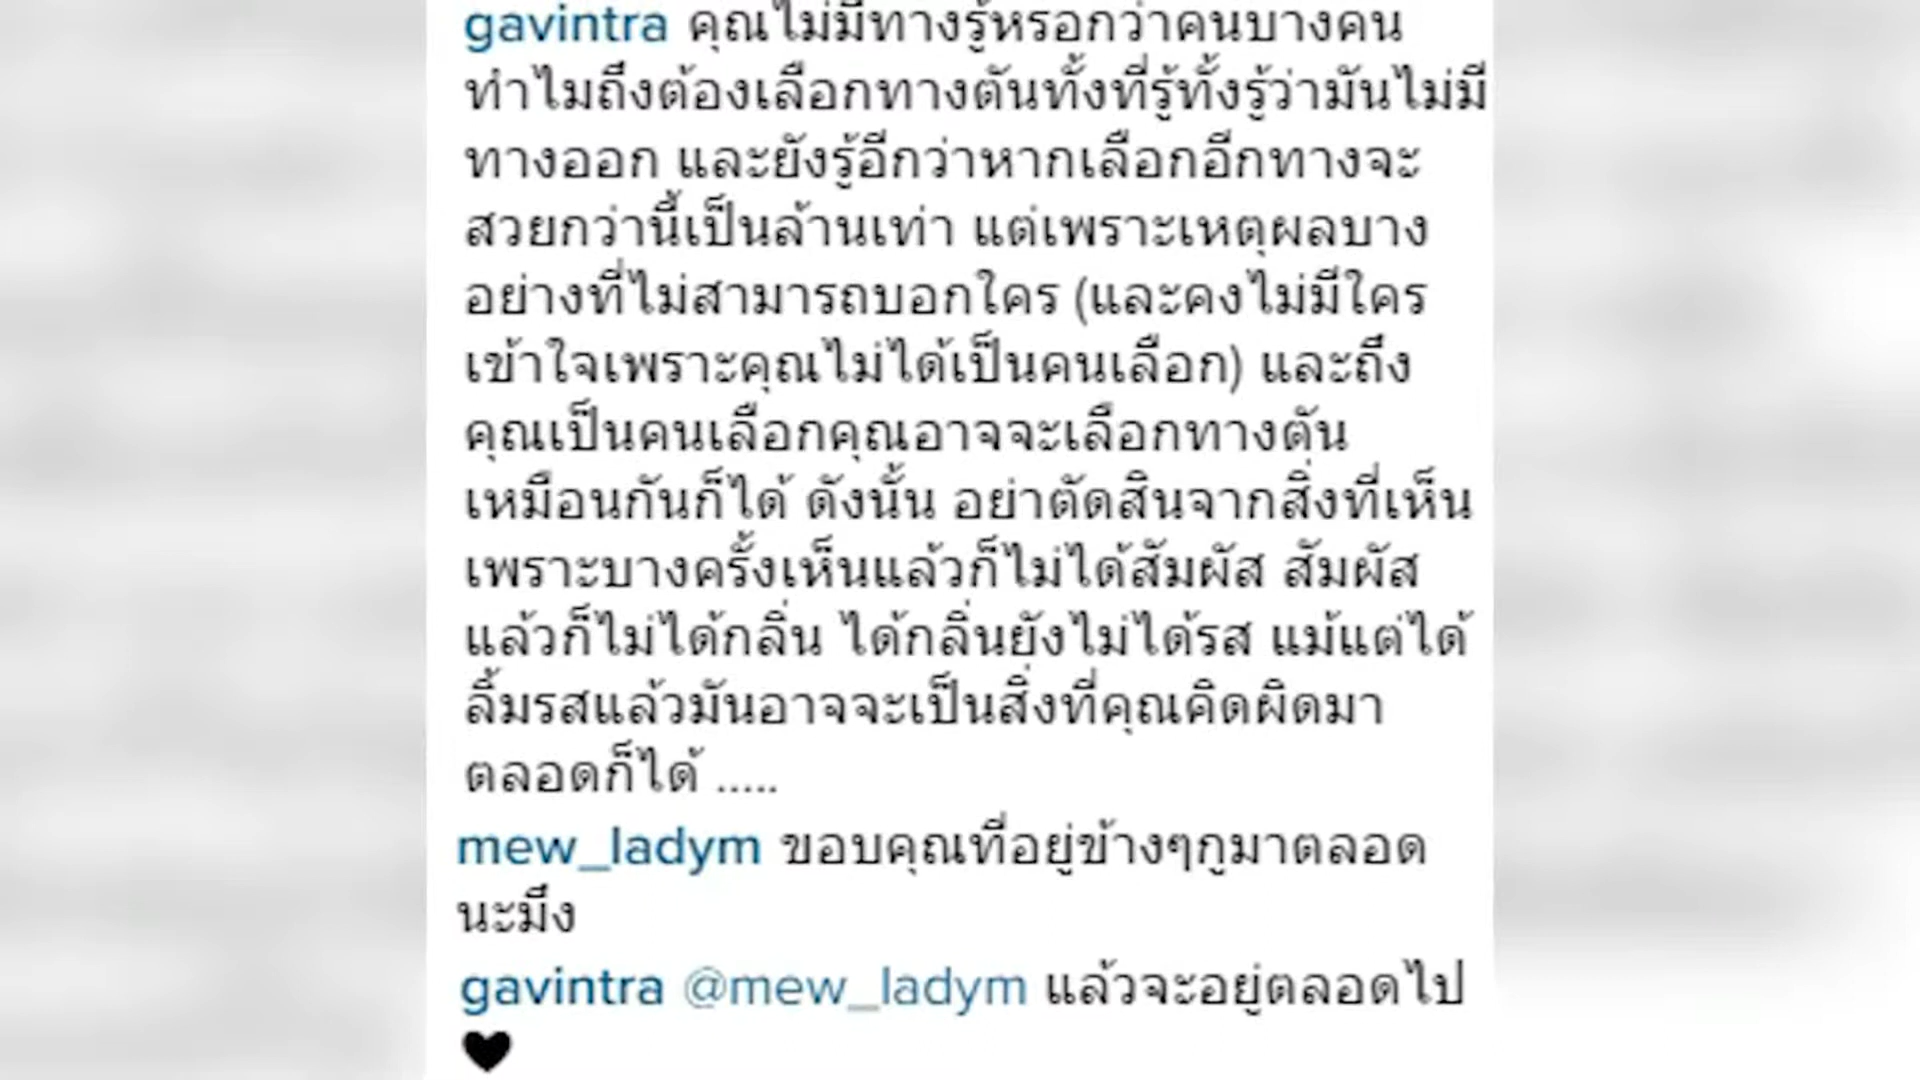 gavintra คุณไม่มีทางรู้หรอกว่าคนบางคน
ทำไมถึงต้องเลือกทางตันทั้งที่รู้ทั้งรู้ว่ามันไม่มี
ทางออก และยังรู้อีกว่าหากเลือกอีกทางจะ
สวยกว่านี้เป็นล้านเท่า แต่เพราะเหตุผลบาง
อย่างที่ไม่สามารถบอกใคร (และคงไม่มีใคร
เข้าใจเพราะคุณไม่ได้เป็นคนเลือก) และถึง
คุณเป็นคนเลือกคุณอาจจะเลือกทางตัน
เหมือนกันก็ได้ ดังนั้น อย่าตัดสินจากสิ่งที่เห็น
เพราะบางครั้งเห็นแล้วก็ไม่ได้สัมผัส สัมผัส
แล้วก็ไม่ได้กลิ่น ได้กลิ่นยังไม่ได้รส แม้แต่ได้
ลิ้มรสแล้วมันอาจจะเป็นสิ่งที่คุณคิดผิดมา
ตลอดก็ได้ .....
mew_ladym ขอบคุณที่อยู่ข้างๆกูมาตลอด
นะมึง
gavintra @mew_ladym แล้วจะอยู่ตลอดไป
♥